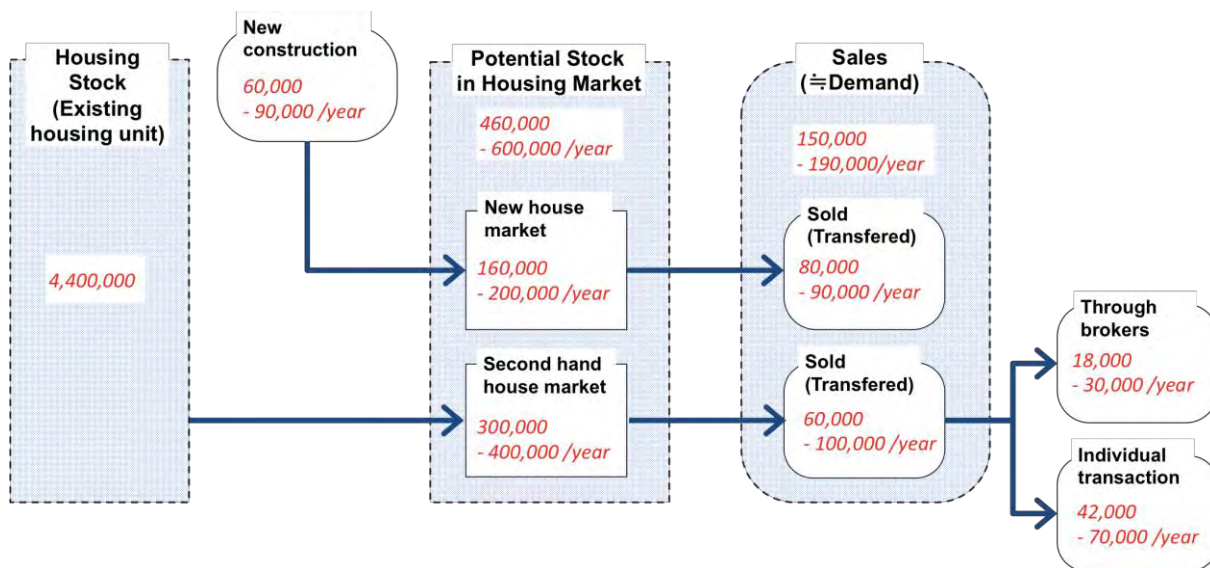 Housing
Stock
(Existing
housing unit)
4,400,000
New
construction
60,000
- 90,000 /year
Potential Stock
in Housing Market
460,000
- 600,000 /year
New house
market
160,000
- 200,000 /year
Second hand
house market
300,000
- 400,000 /year
Sales
(≒Demand)
150,000
- 190,000/year
Sold
(Transfered)
80,000
- 90,000 /year
Sold
(Transfered)
60,000
- 100,000 /year
Through
brokers
18,000
- 30,000 /year
Individual
transaction
42,000
- 70,000 /year